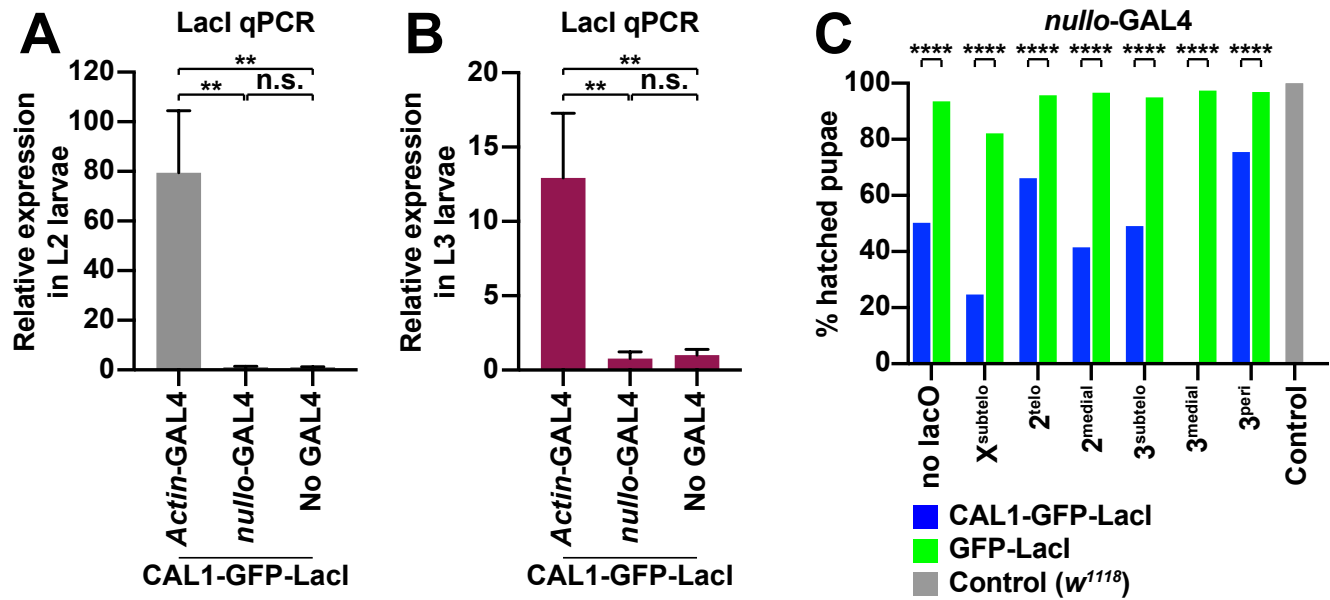 A
LacI qPCR
**
** n.s.
Relative expression
in L2 larvae
120
100
80
60
40
20
0
Actin-GAL4
nullo-GAL4
No GAL4
CAL1-GFP-LacI
B
LacI qPCR
**
** n.s.
Relative expression
in L3 larvae
20
15
10
5
0
Actin-GAL4
nullo-GAL4
No GAL4
CAL1-GFP-LacI
C
nullo-GAL4
**** **** **** **** **** **** ****
% hatched pupae
100
80
60
40
20
0
no lacO
Xsubtelo
2telo
2medial
3subtelo
3medial
3peri
Control
CAL1-GFP-LacI
GFP-LacI
Control (w1118)